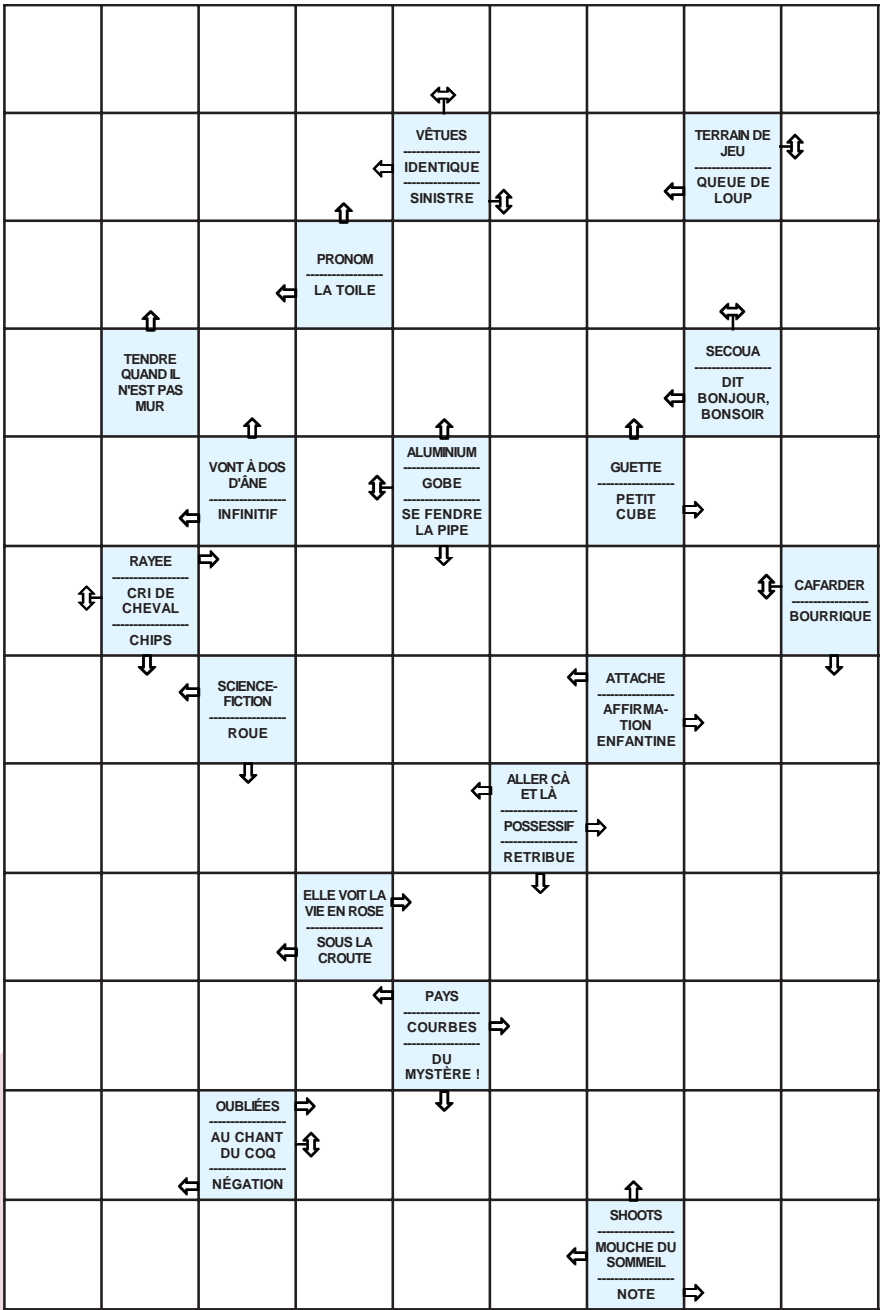 VÊTUES
IDENTIQUE
SINISTRE
TERRAIN DE
JEU
QUEUE DE
LOUP
PRONOM
LA TOILE
TENDRE
QUAND IL
N'EST PAS
MUR
SECOUA
DIT
BONJOUR,
BONSOIR
VONT À DOS
D'ÂNE
INFINITIF
ALUMINIUM
GOBE
SE FENDRE
LA PIPE
GUETTE
PETIT
CUBE
RAYEE
CRI DE
CHEVAL
CHIPS
CAFARDER
BOURRIQUE
SCIENCE-
FICTION
ROUE
ATTACHE
AFFIRMA-
TION
ENFANTINE
ALLER CÀ
ET LÀ
POSSESSIF
RETRIBUE
ELLE VOIT LA
VIE EN ROSE
SOUS LA
CROUTE
PAYS
COURBES
DU
MYSTÈRE !
OUBLIÉES
AU CHANT
DU COQ
NÉGATION
SHOOTS
MOUCHE DU
SOMMEIL
NOTE